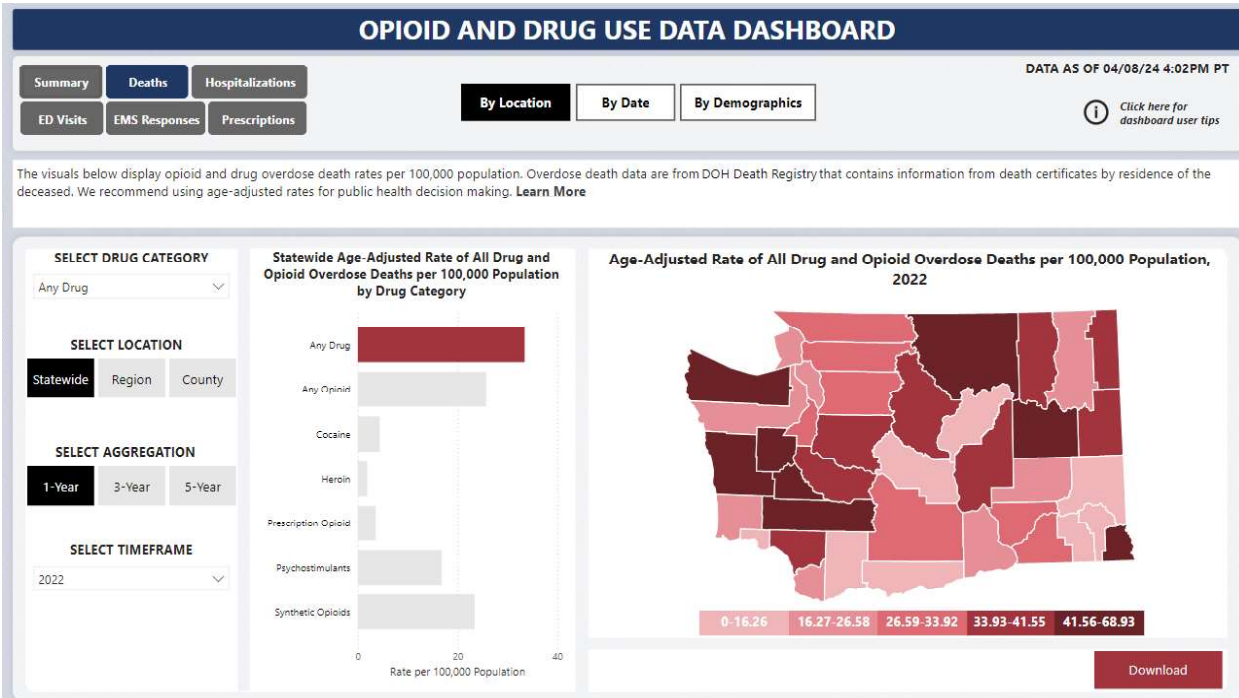 OPIOID AND DRUG USE DATA DASHBOARD
Summary
Deaths
Hospitalizations
ED Visits
EMS Responses
Prescriptions
By Location
By Date
By Demographics
DATA AS OF 04/08/24 4:02PM PT
i
Click here for
dashboard user tips
The visuals below display opioid and drug overdose death rates per 100,000 population. Overdose death data are from DOH Death Registry that contains information from death certificates by residence of the
deceased. We recommend using age-adjusted rates for public health decision making. Learn More
SELECT DRUG CATEGORY
Any Drug
SELECT LOCATION
Statewide
Region
County
SELECT AGGREGATION
1-Year
3-Year
5-Year
SELECT TIMEFRAME
2022
Statewide Age-Adjusted Rate of All Drug and
Opioid Overdose Deaths per 100,000 Population
by Drug Category
Any Drug
Any Opioid
Cocaine
Heroin
Prescription Opioid
Psychostimulants
Synthetic Opioids
0
20
40
Rate per 100,000 Population
Age-Adjusted Rate of All Drug and Opioid Overdose Deaths per 100,000 Population,
2022
0-16.26
16.27-26.58
26.59-33.92
33.93-41.55
41.56-68.93
Download